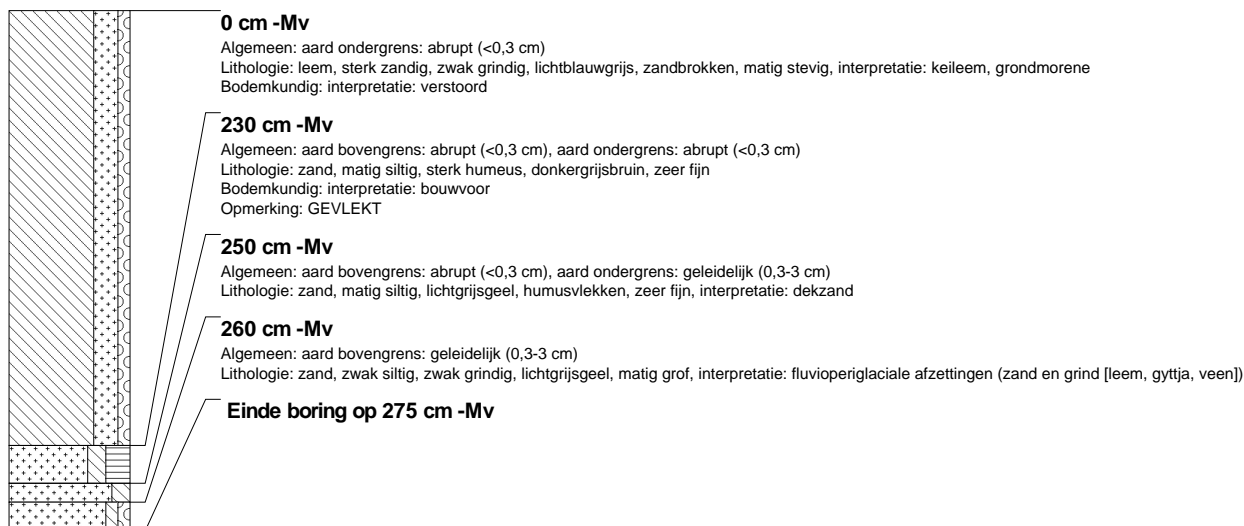 0 cm -Mv
Algemeen: aard ondergrens: abrupt (<0,3 cm)
Lithologie: leem, sterk zandig, zwak grindig, lichtblauwgrijs, zandbrokken, matig stevig, interpretatie: keileem, grondmorene
Bodemkundig: interpretatie: verstoord
230 cm -Mv
Algemeen: aard bovengrens: abrupt (<0,3 cm), aard ondergrens: abrupt (<0,3 cm)
Lithologie: zand, matig siltig, sterk humeus, donkergrijsbruin, zeer fijn
Bodemkundig: interpretatie: bouwvoor
Opmerking: GEVLEKT
250 cm -Mv
Algemeen: aard bovengrens: abrupt (<0,3 cm), aard ondergrens: geleidelijk (0,3-3 cm)
Lithologie: zand, matig siltig, lichtgrijsgeel, humusvlekken, zeer fijn, interpretatie: dekzand
260 cm -Mv
Algemeen: aard bovengrens: geleidelijk (0,3-3 cm)
Lithologie: zand, zwak siltig, zwak grindig, lichtgrijsgeel, matig grof, interpretatie: fluvioperiglaciale afzettingen (zand en grind [leem, gyttja, veen])
Einde boring op 275 cm -Mv